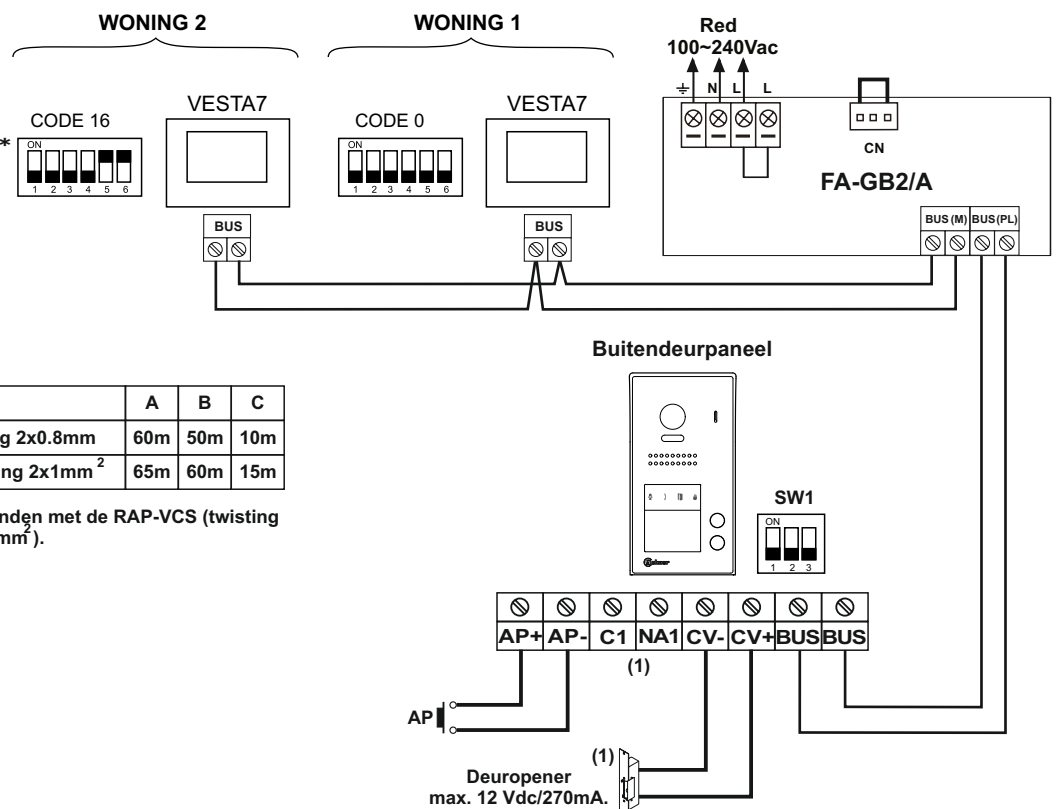 WONING 2
WONING 1
Red
100~240Vac
N L L
CN
FA-GB2/A
BUS (M) BUS (PL)
VESTA7
CODE 16
*
ON
1 2 3 4 5 6
BUS
VESTA7
CODE 0
ON
1 2 3 4 5 6
BUS
Buitendeurpaneel
A B C
g 2x0.8mm 60m 50m 10m
ng 2x1mm² 65m 60m 15m
nden met de RAP-VCS (twisting
mm²).
SW1
ON
1 2 3
AP+ AP- C1 NA1 CV- CV+ BUS BUS
(1)
AP
(1)
Deuropener
max. 12 Vdc/270mA.